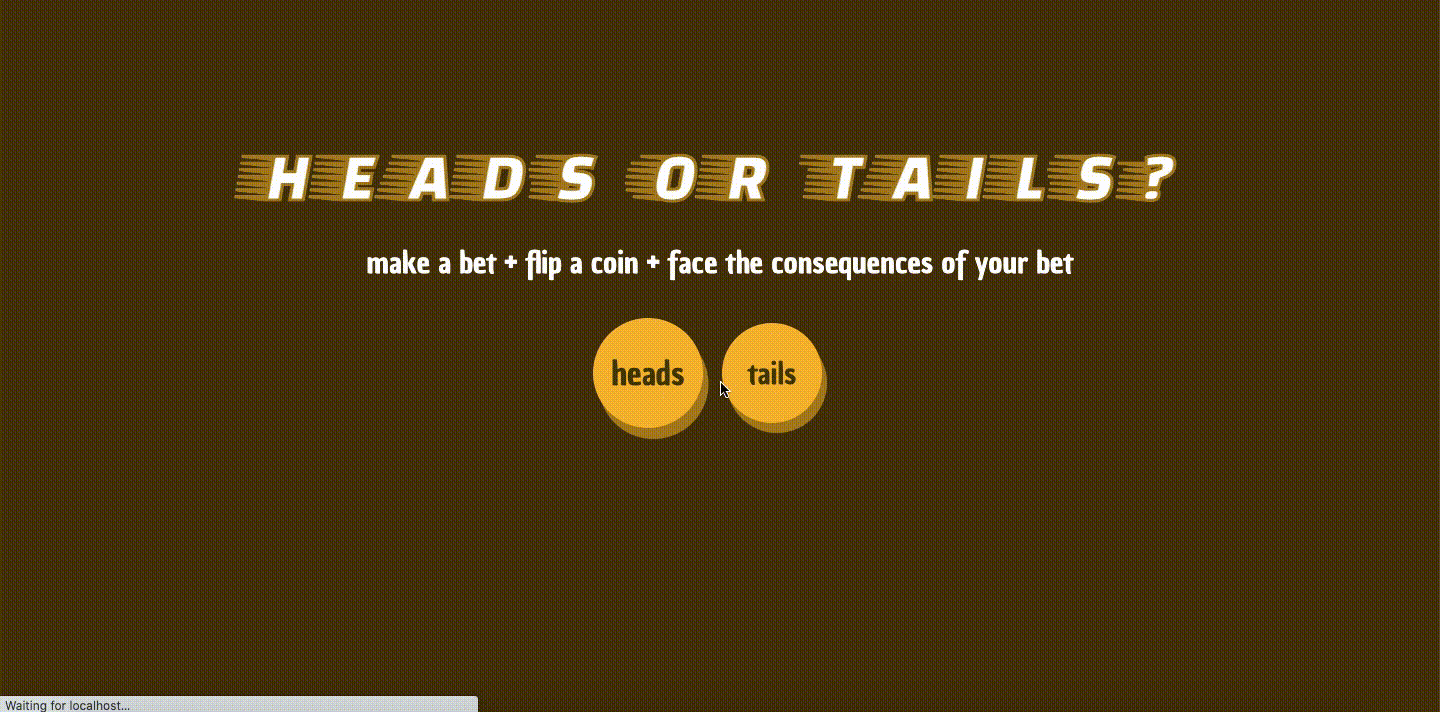 HEADS OR TAILS?
make a bet + flip a coin + face the consequences of your bet
heads tails
Waiting for localhost...